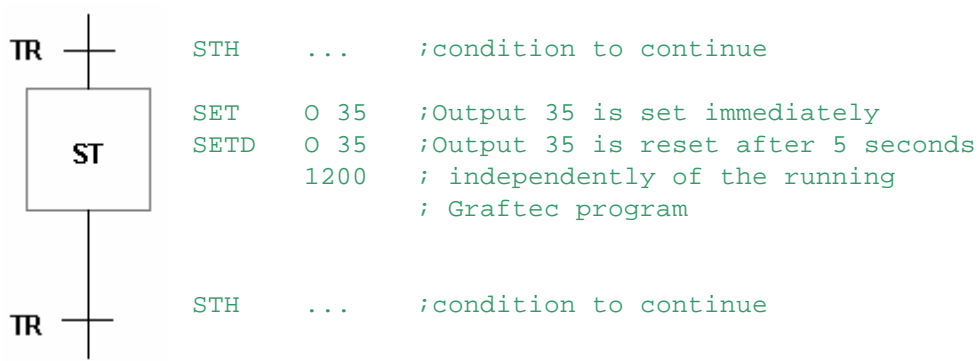 TR STH ... ;condition to continue
SET O 35 ;Output 35 is set immediately
ST SETD O 35 ;Output 35 is reset after 5 seconds
1200 ; independently of the running
; Graftec program
STH ... ;condition to continue
TR